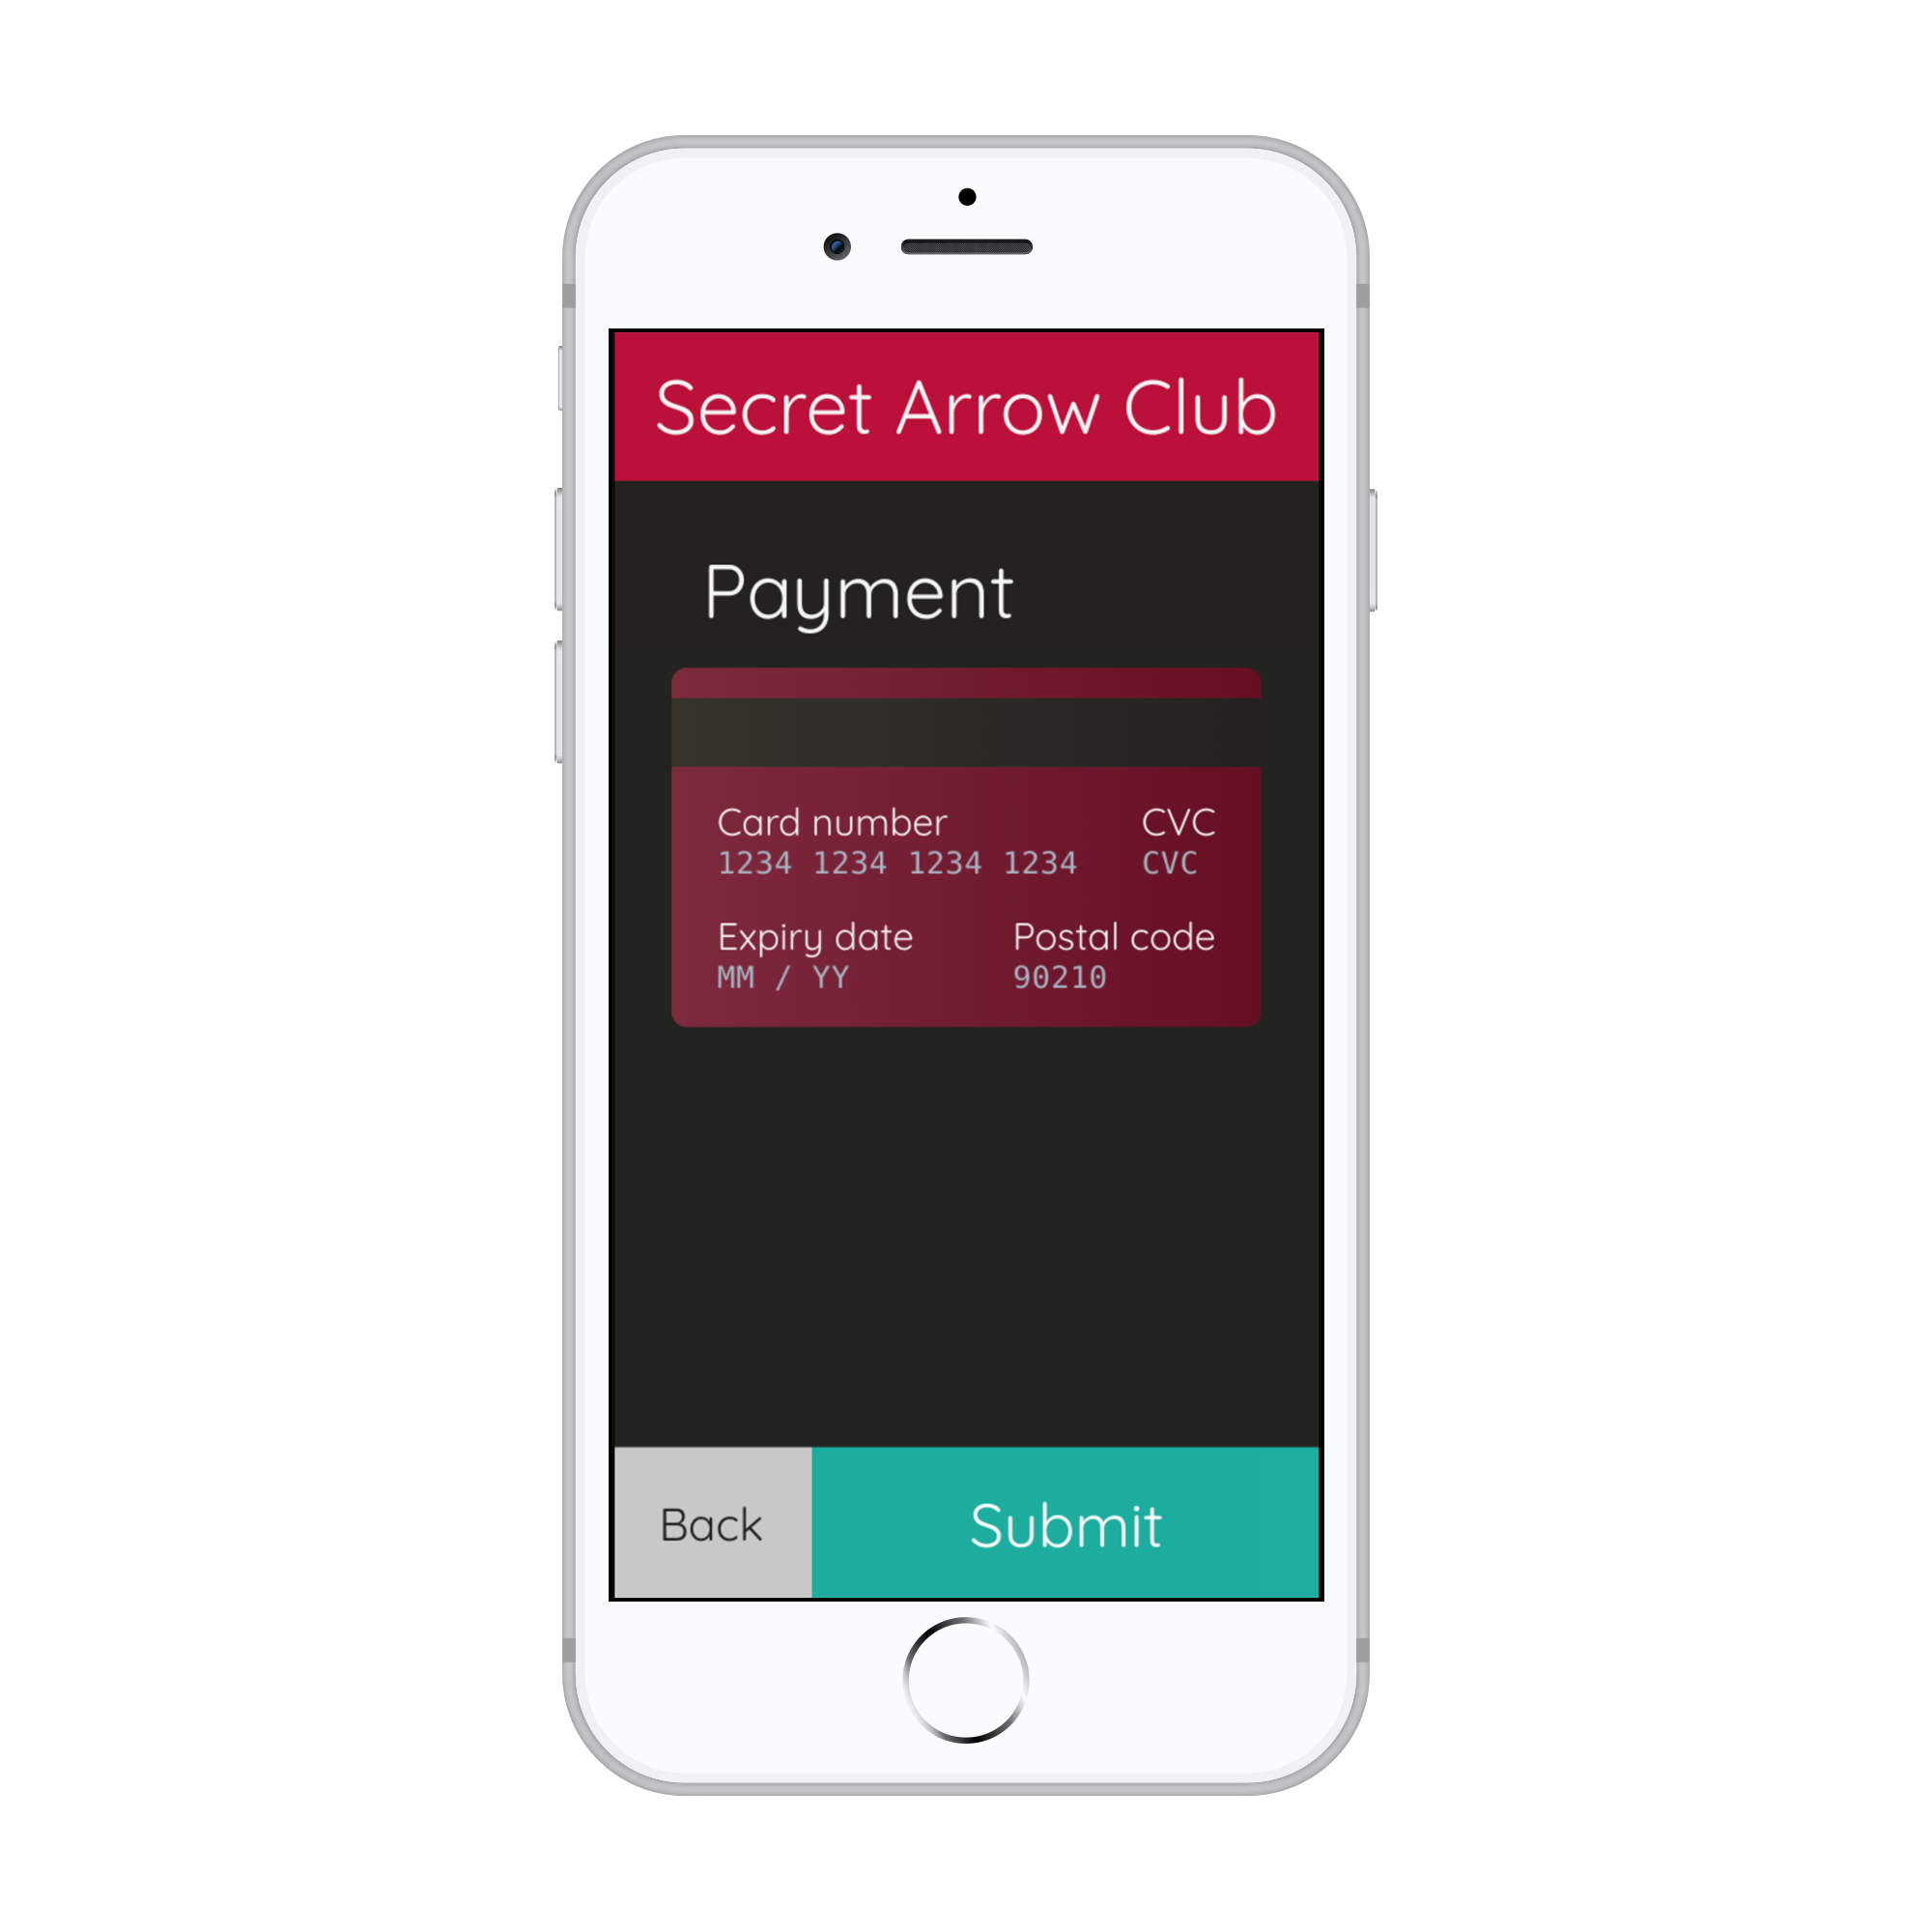 Secret Arrow Club
Payment
Card number CVC
1234 1234 1234 1234 CVC
Expiry date Postal code
MM / YY 90210
Back Submit